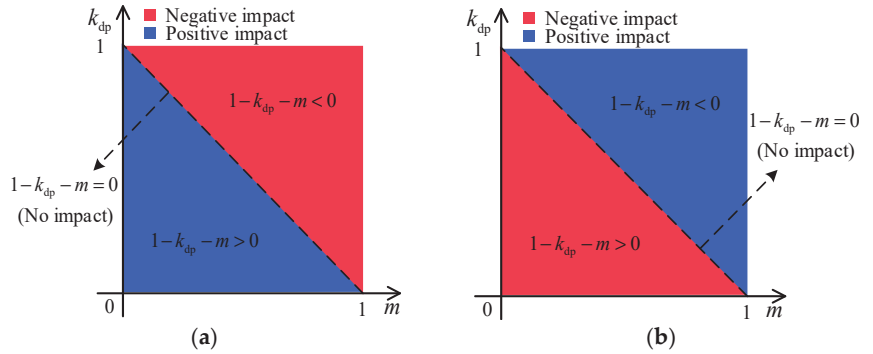 k_dp
Negative impact
Positive impact
1
1−k_dp−m<0
1−k_dp−m=0
(No impact)
1−k_dp−m>0
0
1
m
(a)
k_dp
Negative impact
Positive impact
1
1−k_dp−m<0
1−k_dp−m=0
(No impact)
1−k_dp−m>0
0
1
m
(b)